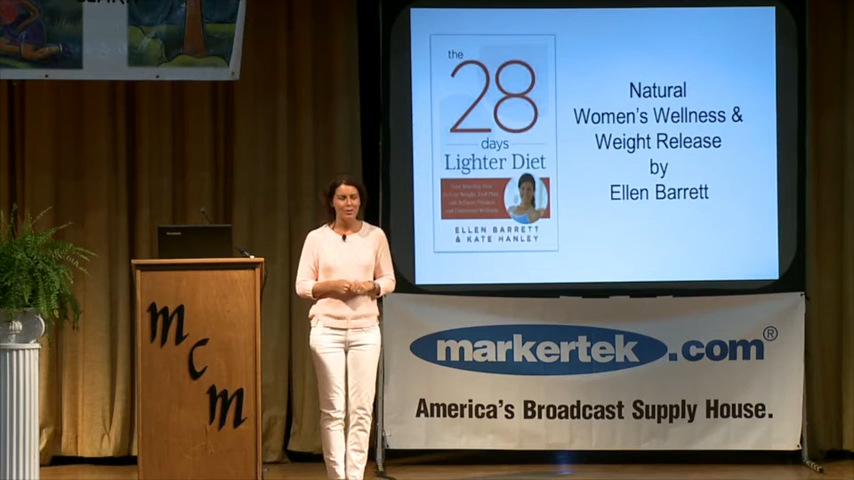 the
28
days
Lighter Diet
ELLEN BARRETT
& KATE HANLEY
Natural
Women's Wellness &
Weight Release
by
Ellen Barrett
mcm
markertek.com®
America's Broadcast Supply House.